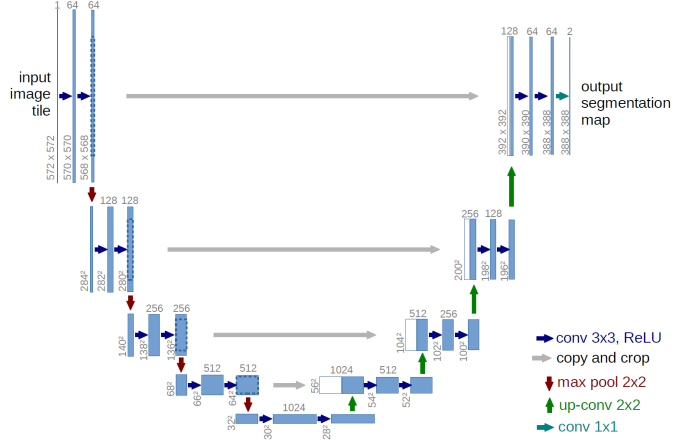 1 64 64
128 64 64 2
input
image
tile
output
segmentation
map
572 x 572
570 x 570
568 x 568
392 x 392
390 x 390
388 x 388
388 x 388
128 128
256 128
284²
282²
280²
200²
198²
196²
256 256
512 256
140²
138²
136²
104²
102²
100²
512 512
1024 512
68²
66²
64²
56²
54²
52²
1024
32²
30²
28²
conv 3x3, ReLU
copy and crop
max pool 2x2
up-conv 2x2
conv 1x1